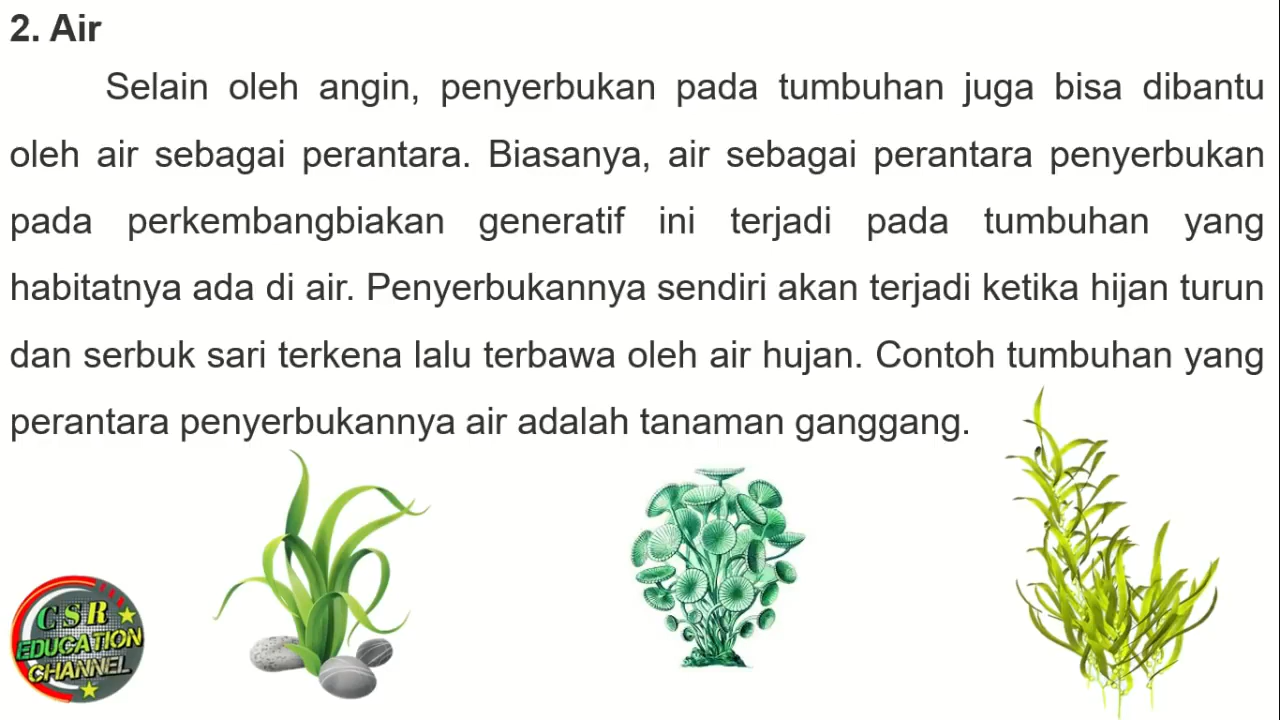 2. Air
Selain oleh angin, penyerbukan pada tumbuhan juga bisa dibantu
oleh air sebagai perantara. Biasanya, air sebagai perantara penyerbukan
pada perkembangbiakan generatif ini terjadi pada tumbuhan yang
habitatnya ada di air. Penyerbukannya sendiri akan terjadi ketika hijan turun
dan serbuk sari terkena lalu terbawa oleh air hujan. Contoh tumbuhan yang
perantara penyerbukannya air adalah tanaman ganggang.
CSR
EDUCATION
CHANNEL